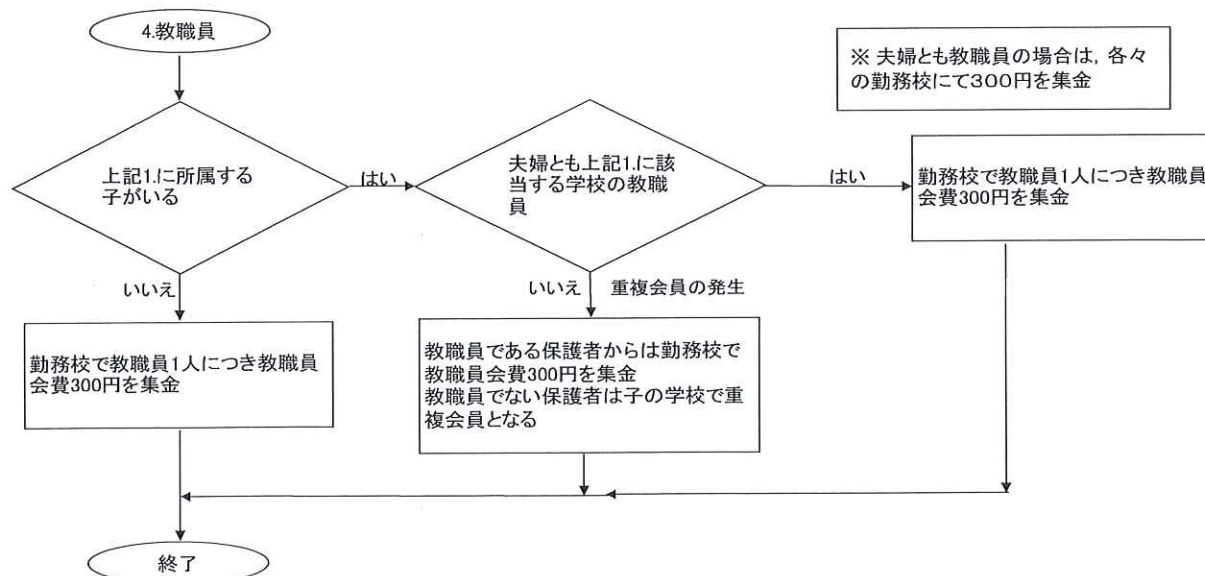 4.教職員
※ 夫婦とも教職員の場合は, 各々
の勤務校にて300円を集金
上記1.に所属する
子がいる
はい
夫婦とも上記1.に該
当する学校の教職
員
はい
勤務校で教職員1人につき教職員
会費300円を集金
いいえ
いいえ
重複会員の発生
勤務校で教職員1人につき教職員
会費300円を集金
教職員である保護者からは勤務校で
教職員会費300円を集金
教職員でない保護者は子の学校で重
複会員となる
終了